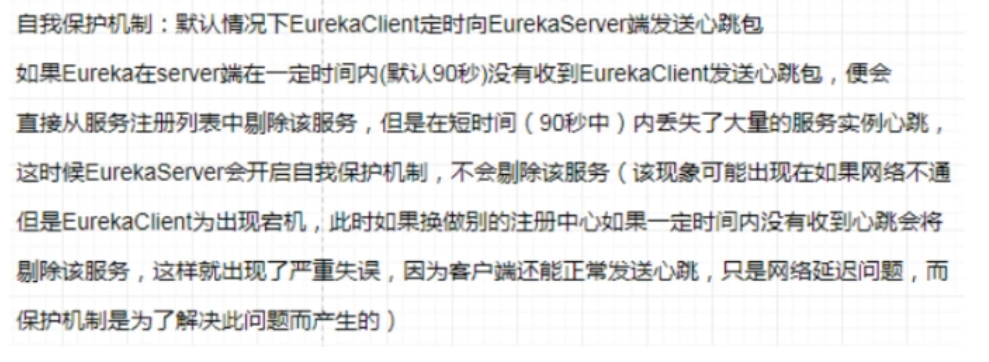 自我保护机制：默认情况下EurekaClient定时向EurekaServer端发送心跳包
如果Eureka在server端在一定时间内(默认90秒)没有收到EurekaClient发送心跳包，便会
直接从服务注册列表中剔除该服务，但是在短时间（90秒中）内丢失了大量的服务实例心跳，
这时候EurekaServer会开启自我保护机制，不会剔除该服务（该现象可能出现在如果网络不通
但是EurekaClient为出现宕机，此时如果换做别的注册中心如果一定时间内没有收到心跳会将
剔除该服务，这样就出现了严重失误，因为客户端还能正常发送心跳，只是网络延迟问题，而
保护机制是为了解决此问题而产生的）